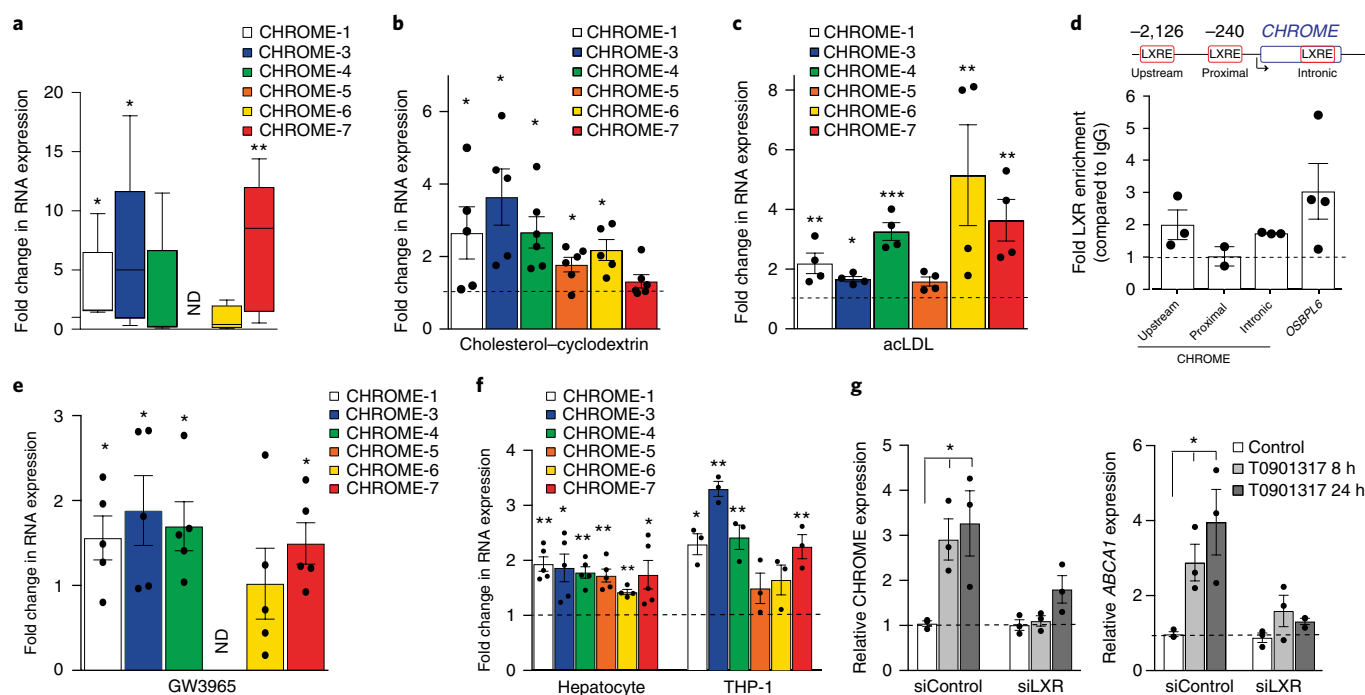 a
CHROME-1
CHROME-3
CHROME-4
CHROME-5
CHROME-6
CHROME-7
Fold change in RNA expression
20
15
10
5
0
*
*
ND
**
b
CHROME-1
CHROME-3
CHROME-4
CHROME-5
CHROME-6
CHROME-7
Fold change in RNA expression
6
4
2
0
*
*
*
*
*
Cholesterol–cyclodextrin
c
CHROME-1
CHROME-3
CHROME-4
CHROME-5
CHROME-6
CHROME-7
Fold change in RNA expression
8
6
4
2
0
**
*
***
**
**
acLDL
d
–2,126
–240
CHROME
LXRE
LXRE
LXRE
Upstream
Proximal
Intronic
Fold LXR enrichment
(compared to IgG)
6
5
4
3
2
1
0
Upstream
Proximal
Intronic
OSBPL6
CHROME
e
CHROME-1
CHROME-3
CHROME-4
CHROME-5
CHROME-6
CHROME-7
Fold change in RNA expression
3
2
1
0
*
*
*
ND
*
GW3965
f
CHROME-1
CHROME-3
CHROME-4
CHROME-5
CHROME-6
CHROME-7
Fold change in RNA expression
4
3
2
1
0
**
*
**
**
**
*
*
**
**
**
Hepatocyte
THP-1
g
Relative CHROME expression
5
4
3
2
1
0
*
siControl
siLXR
Relative ABCA1 expression
6
4
2
0
*
Control
T0901317 8 h
T0901317 24 h
siControl
siLXR